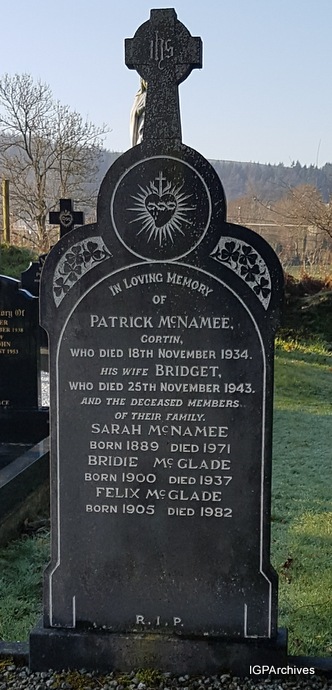 IHS
IN LOVING MEMORY
OF
PATRICK McNAMEE,
GORTIN,
WHO DIED 18TH NOVEMBER 1934.
HIS WIFE BRIDGET,
WHO DIED 25TH NOVEMBER 1943.
AND THE DECEASED MEMBERS
OF THEIR FAMILY.
SARAH McNAMEE
BORN 1889 DIED 1971
BRIDIE McGLADE
BORN 1900 DIED 1937
FELIX McGLADE
BORN 1905 DIED 1982
R.I.P.
IGPArchives